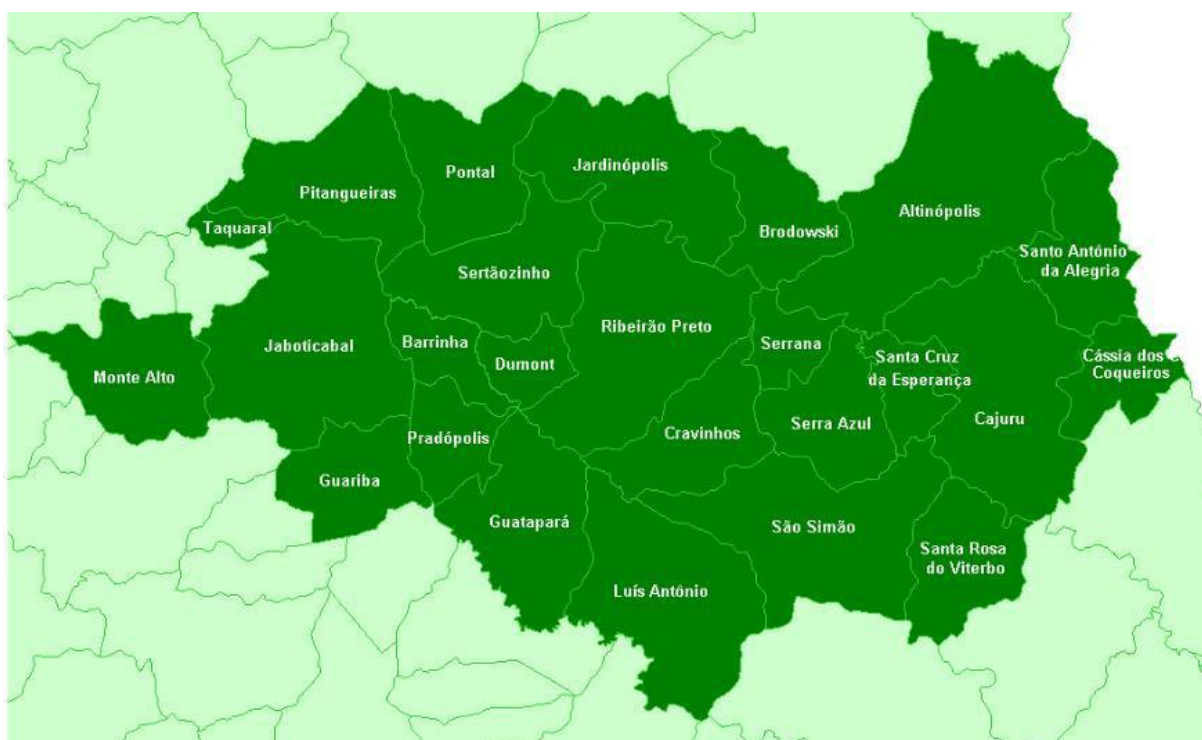 Jardinópolis
Pontal
Pitangueiras
Altinópolis
Taquaral
Brodowski
Santo Antônio
da Alegria
Sertãozinho
Ribeirão Preto
Barrinha
Serrana
Jaboticabal
Dumont
Santa Cruz
da Esperança
Cássia dos C
Coqueiros
Monte Alto
Cajuru
Serra Azul
Cravinhos
Pradópolis
Guariba
Guatapará
São Simão
Santa Rosa
do Viterbo
Luís Antônio